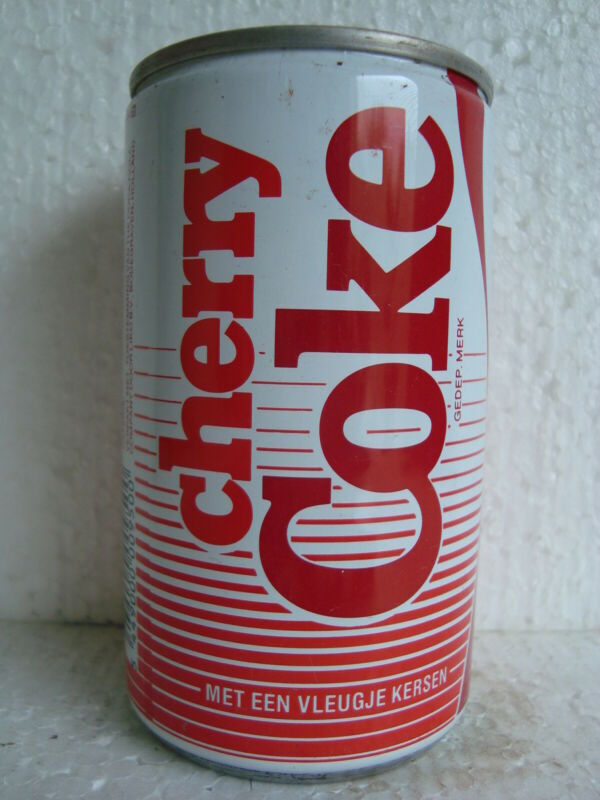 cherry
Coke
GEDEP. MERK
MET EEN VLEUGJE KERSEN